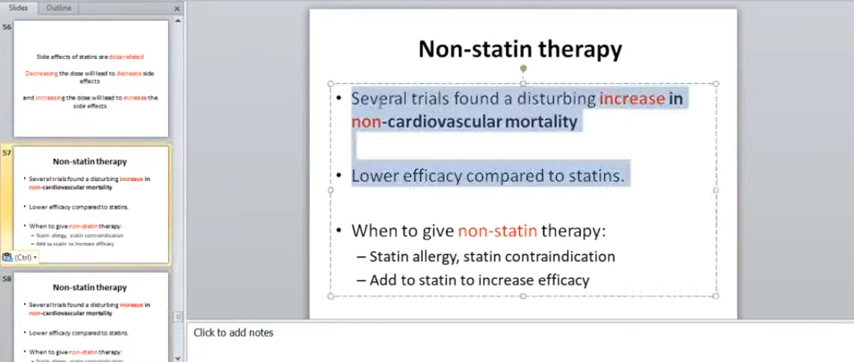 Slides
Outline
56
Side effects of statins are dose related
Decreasing the dose will lead to decrease side
effects
and increasing the dose will lead to increase the
side effects
57
Non-statin therapy
• Several trials found a disturbing increase in
non-cardiovascular mortality
• Lower efficacy compared to statins.
• When to give non-statin therapy:
– Statin allergy, statin contraindication
– Add to statin to increase efficacy
(Ctrl)
58
Non-statin therapy
• Several trials found a disturbing increase in
non-cardiovascular mortality
• Lower efficacy compared to statins.
• When to give non-statin therapy:
Non-statin therapy
• Several trials found a disturbing increase in
non-cardiovascular mortality
• Lower efficacy compared to statins.
• When to give non-statin therapy:
– Statin allergy, statin contraindication
– Add to statin to increase efficacy
Click to add notes